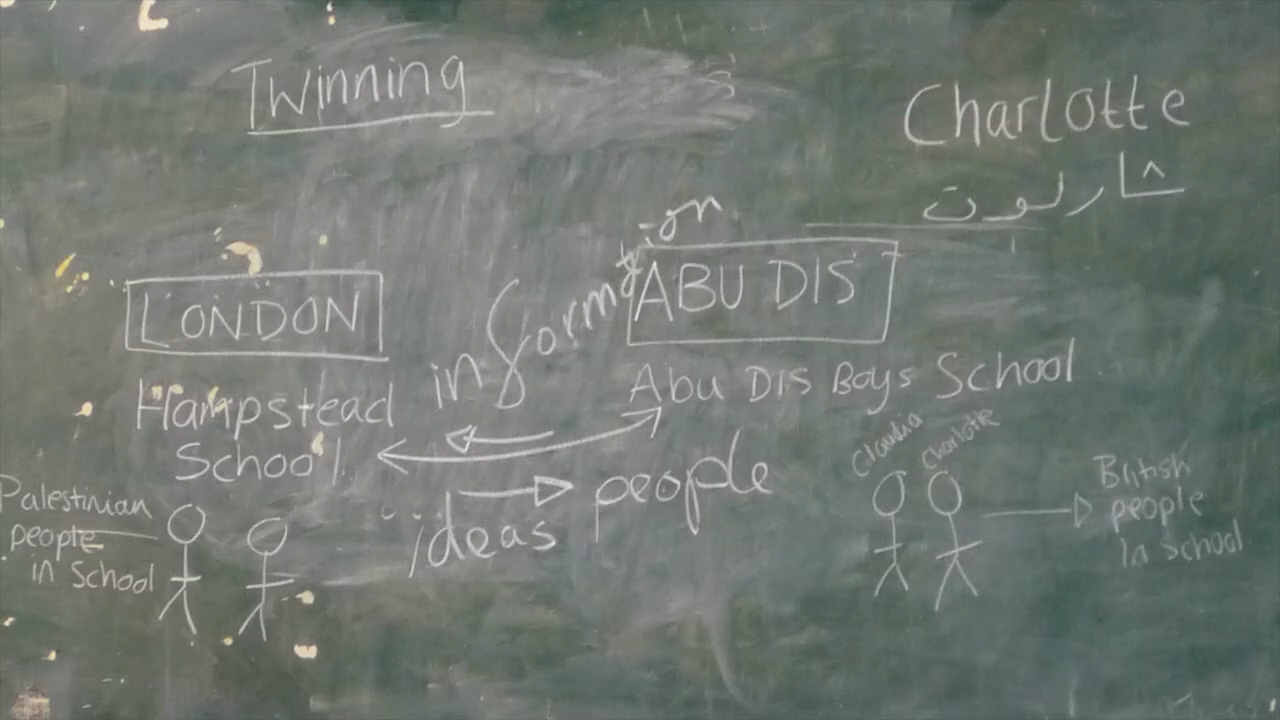 Twinning
Charlotte
شارلوت
LONDON
Hampstead
School
information
ABU DIS
Abu Dis Boys School
ideas
people
Palestinian
people
in School
Claudia
Charlotte
British
people
In School